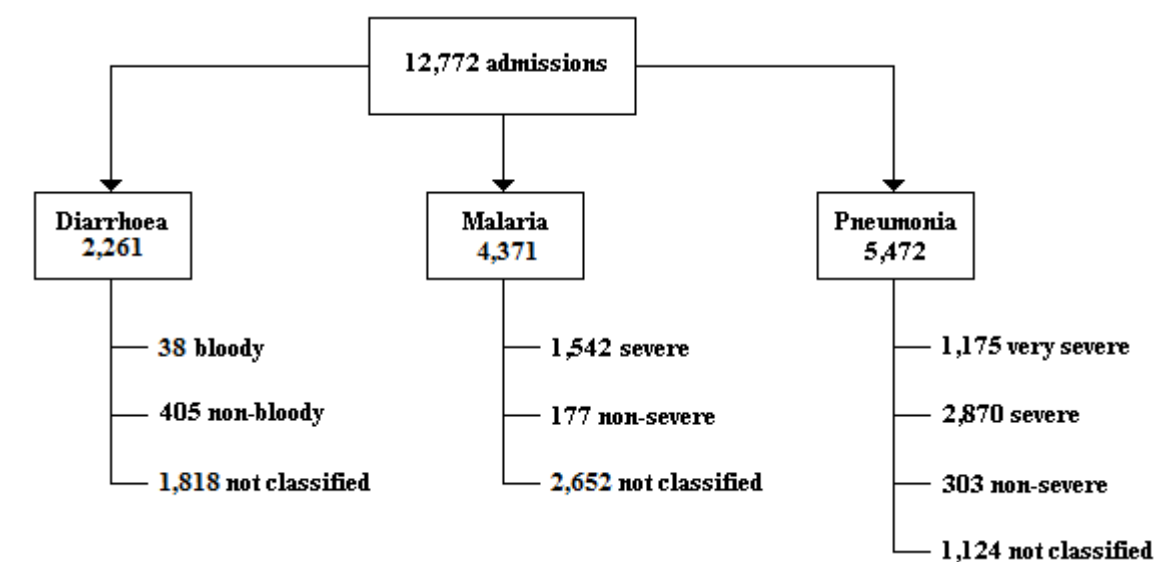 12,772 admissions
Diarrhoea
2,261
Malaria
4,371
Pneumonia
5,472
38 bloody
405 non-bloody
1,818 not classified
1,542 severe
177 non-severe
2,652 not classified
1,175 very severe
2,870 severe
303 non-severe
1,124 not classified